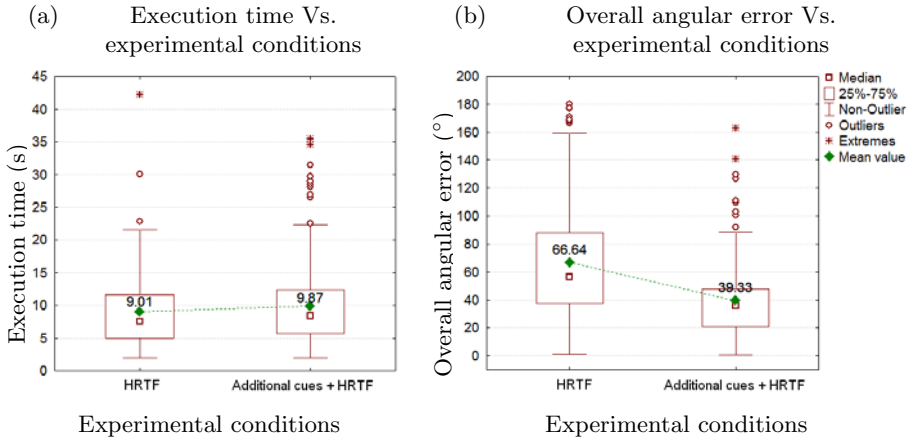 (a) Execution time Vs.
experimental conditions
45
40
35
30
25
20
15
10
5
0
Execution time (s)
9.01
9.87
HRTF
Additional cues + HRTF
Experimental conditions
(b) Overall angular error Vs.
experimental conditions
200
180
160
140
120
100
80
60
40
20
0
Overall angular error (°)
66.64
39.33
HRTF
Additional cues + HRTF
Experimental conditions
Median
25%-75%
Non-Outlier
Outliers
Extremes
Mean value